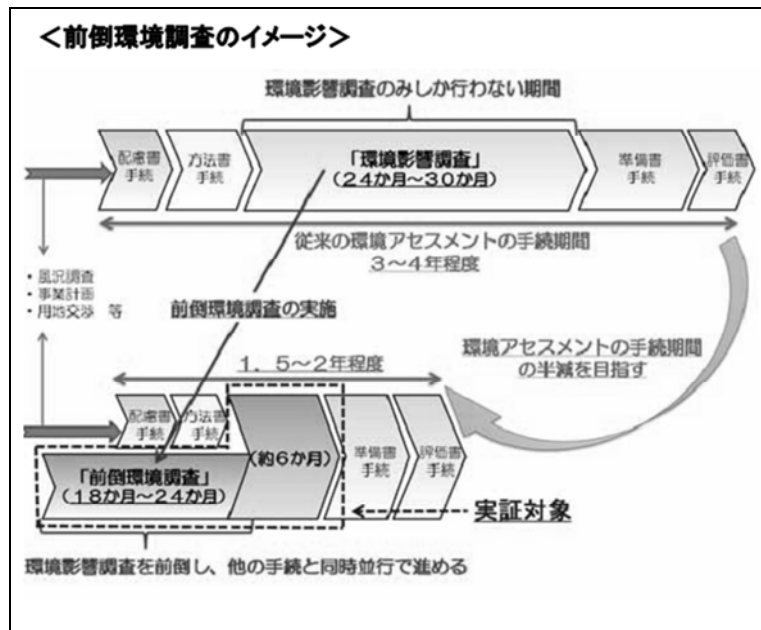 ＜前倒環境調査のイメージ＞
環境影響調査のみしか行わない期間
配慮書
手続
方法書
手続
「環境影響調査」
（24か月～30か月）
準備書
手続
評価書
手続
従来の環境アセスメントの手続期間
3～4年程度
・風況調査
・事業計画
・用地交渉 等
前倒環境調査の実施
環境アセスメントの手続期間
の半減を目指す
1．5～2年程度
配慮書
手続
方法書
手続
「前倒環境調査」
（18か月～24か月）
（約6か月）
準備書
手続
評価書
手続
実証対象
環境影響調査を前倒し、他の手続と同時並行で進める